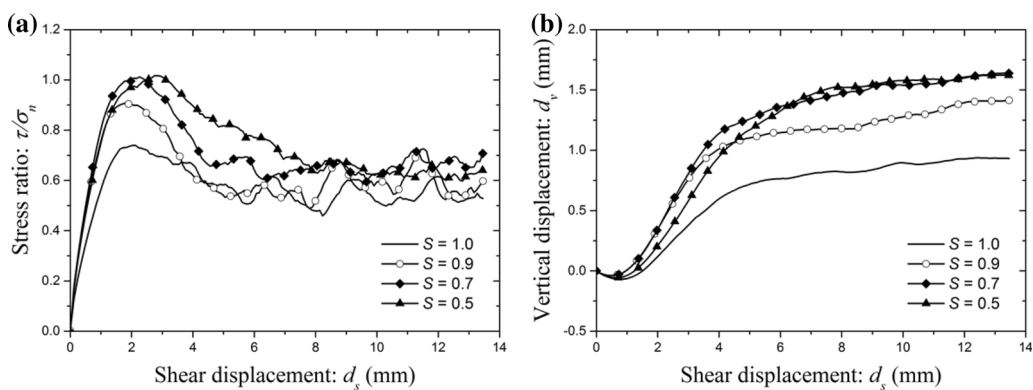 (a)
1.2
1.0
0.8
0.6
0.4
0.2
0.0
Stress ratio: τ/σn
S = 1.0
S = 0.9
S = 0.7
S = 0.5
0 2 4 6 8 10 12 14
Shear displacement: ds (mm)
(b)
2.0
1.5
1.0
0.5
0.0
-0.5
Vertical displacement: dv (mm)
S = 1.0
S = 0.9
S = 0.7
S = 0.5
0 2 4 6 8 10 12 14
Shear displacement: ds (mm)